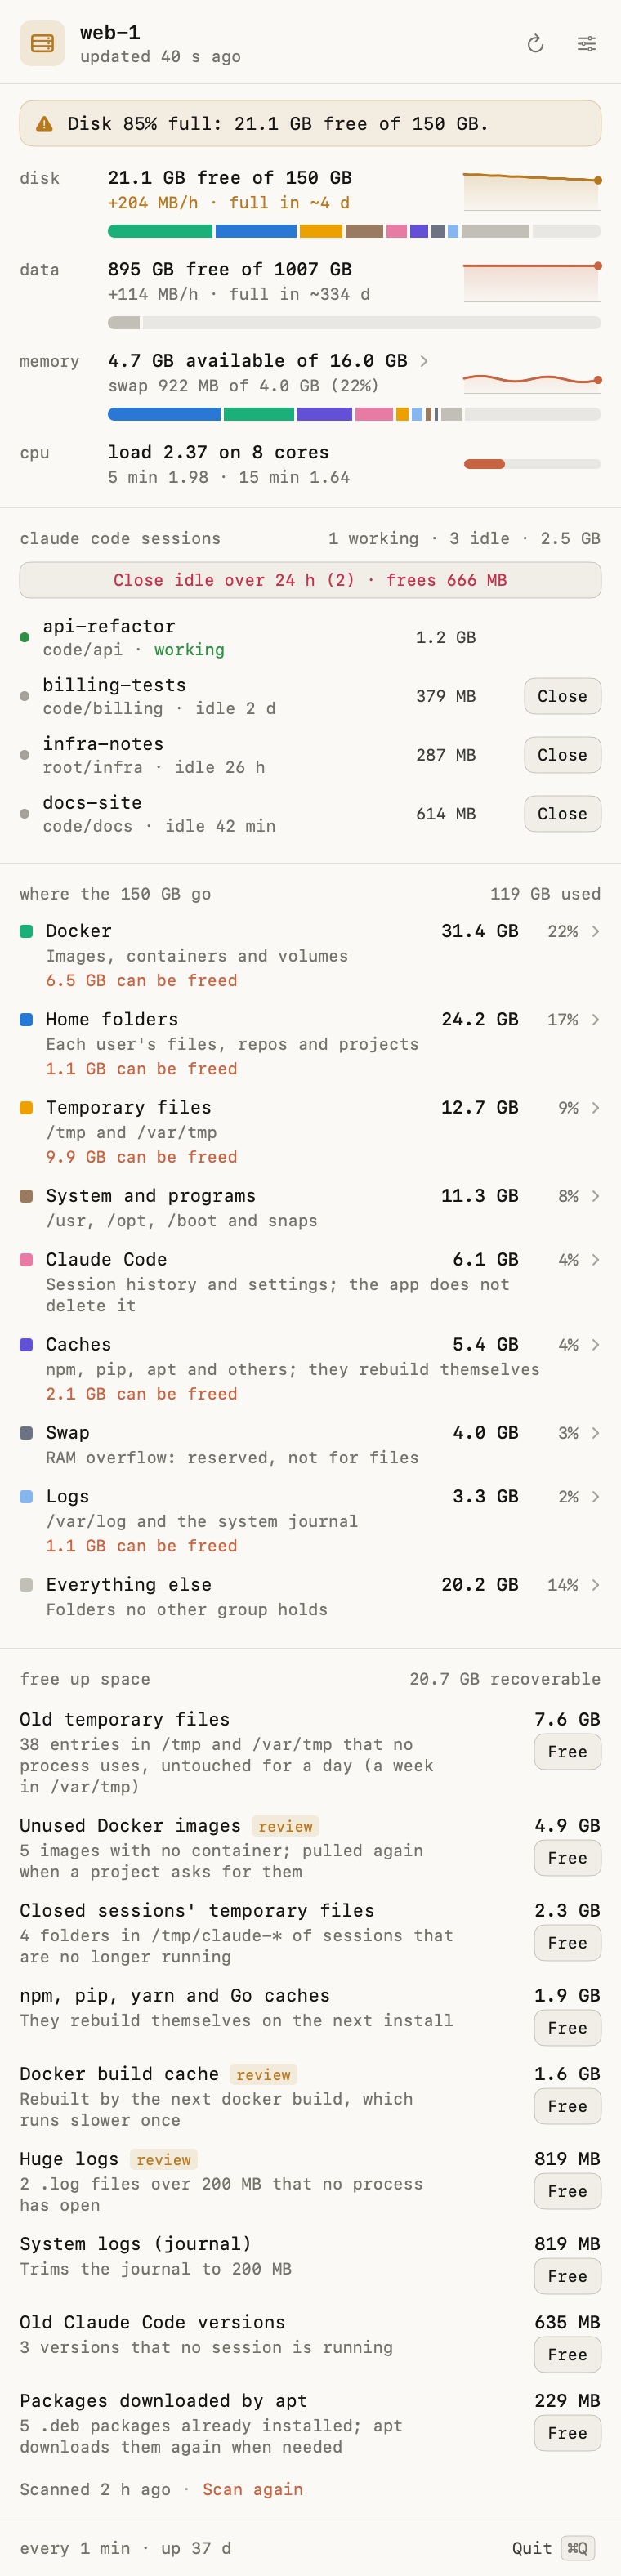 web-1
updated 40 s ago
Disk 85% full: 21.1 GB free of 150 GB.
disk
21.1 GB free of 150 GB
+204 MB/h · full in ~4 d
data
895 GB free of 1007 GB
+114 MB/h · full in ~334 d
memory
4.7 GB available of 16.0 GB
swap 922 MB of 4.0 GB (22%)
cpu
load 2.37 on 8 cores
5 min 1.98 · 15 min 1.64
claude code sessions
1 working · 3 idle · 2.5 GB
Close idle over 24 h (2) · frees 666 MB
api-refactor
code/api · working
1.2 GB
billing-tests
code/billing · idle 2 d
379 MB
Close
infra-notes
root/infra · idle 26 h
287 MB
Close
docs-site
code/docs · idle 42 min
614 MB
Close
where the 150 GB go
119 GB used
Docker
31.4 GB
22%
Images, containers and volumes
6.5 GB can be freed
Home folders
24.2 GB
17%
Each user's files, repos and projects
1.1 GB can be freed
Temporary files
12.7 GB
9%
/tmp and /var/tmp
9.9 GB can be freed
System and programs
11.3 GB
8%
/usr, /opt, /boot and snaps
Claude Code
6.1 GB
4%
Session history and settings; the app does not
delete it
Caches
5.4 GB
4%
npm, pip, apt and others; they rebuild themselves
2.1 GB can be freed
Swap
4.0 GB
3%
RAM overflow: reserved, not for files
Logs
3.3 GB
2%
/var/log and the system journal
1.1 GB can be freed
Everything else
20.2 GB
14%
Folders no other group holds
free up space
20.7 GB recoverable
Old temporary files
7.6 GB
38 entries in /tmp and /var/tmp that no
process uses, untouched for a day (a week
in /var/tmp)
Free
Unused Docker images
review
4.9 GB
5 images with no container; pulled again
when a project asks for them
Free
Closed sessions' temporary files
2.3 GB
4 folders in /tmp/claude-* of sessions that
are no longer running
Free
npm, pip, yarn and Go caches
1.9 GB
They rebuild themselves on the next install
Free
Docker build cache
review
1.6 GB
Rebuilt by the next docker build, which
runs slower once
Free
Huge logs
review
819 MB
2 .log files over 200 MB that no process
has open
Free
System logs (journal)
819 MB
Trims the journal to 200 MB
Free
Old Claude Code versions
635 MB
3 versions that no session is running
Free
Packages downloaded by apt
229 MB
5 .deb packages already installed; apt
downloads them again when needed
Free
Scanned 2 h ago · Scan again
every 1 min · up 37 d
Quit ⌘Q